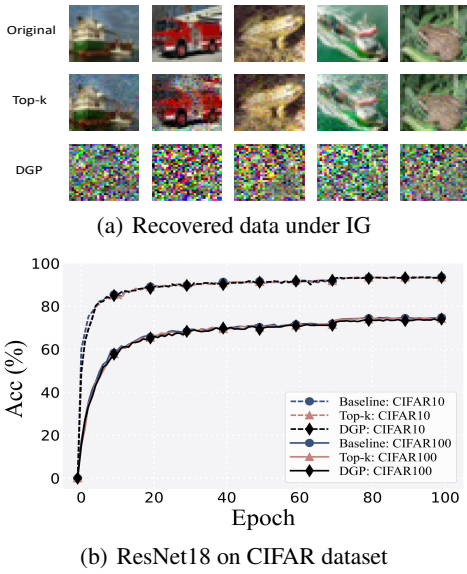 Original
Top-k
DGP
(a) Recovered data under IG
100
80
60
40
20
0
Acc (%)
Baseline: CIFAR10
Top-k: CIFAR10
DGP: CIFAR10
Baseline: CIFAR100
Top-k: CIFAR100
DGP: CIFAR100
0 20 40 60 80 100
Epoch
(b) ResNet18 on CIFAR dataset